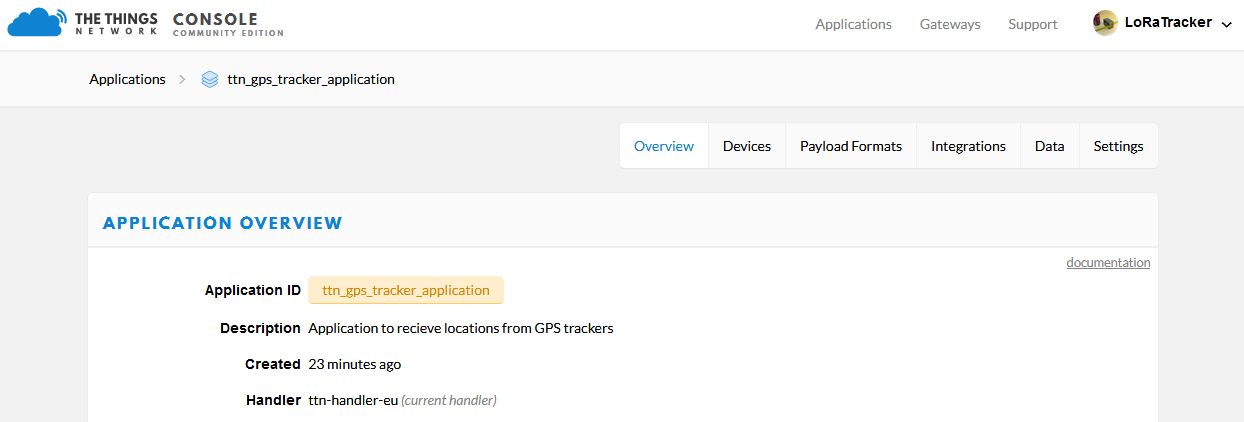 THE THINGS NETWORK CONSOLE COMMUNITY EDITION
Applications Gateways Support LoRaTracker
Applications ttn_gps_tracker_application
Overview Devices Payload Formats Integrations Data Settings
APPLICATION OVERVIEW
documentation
Application ID ttn_gps_tracker_application
Description Application to recieve locations from GPS trackers
Created 23 minutes ago
Handler ttn-handler-eu (current handler)